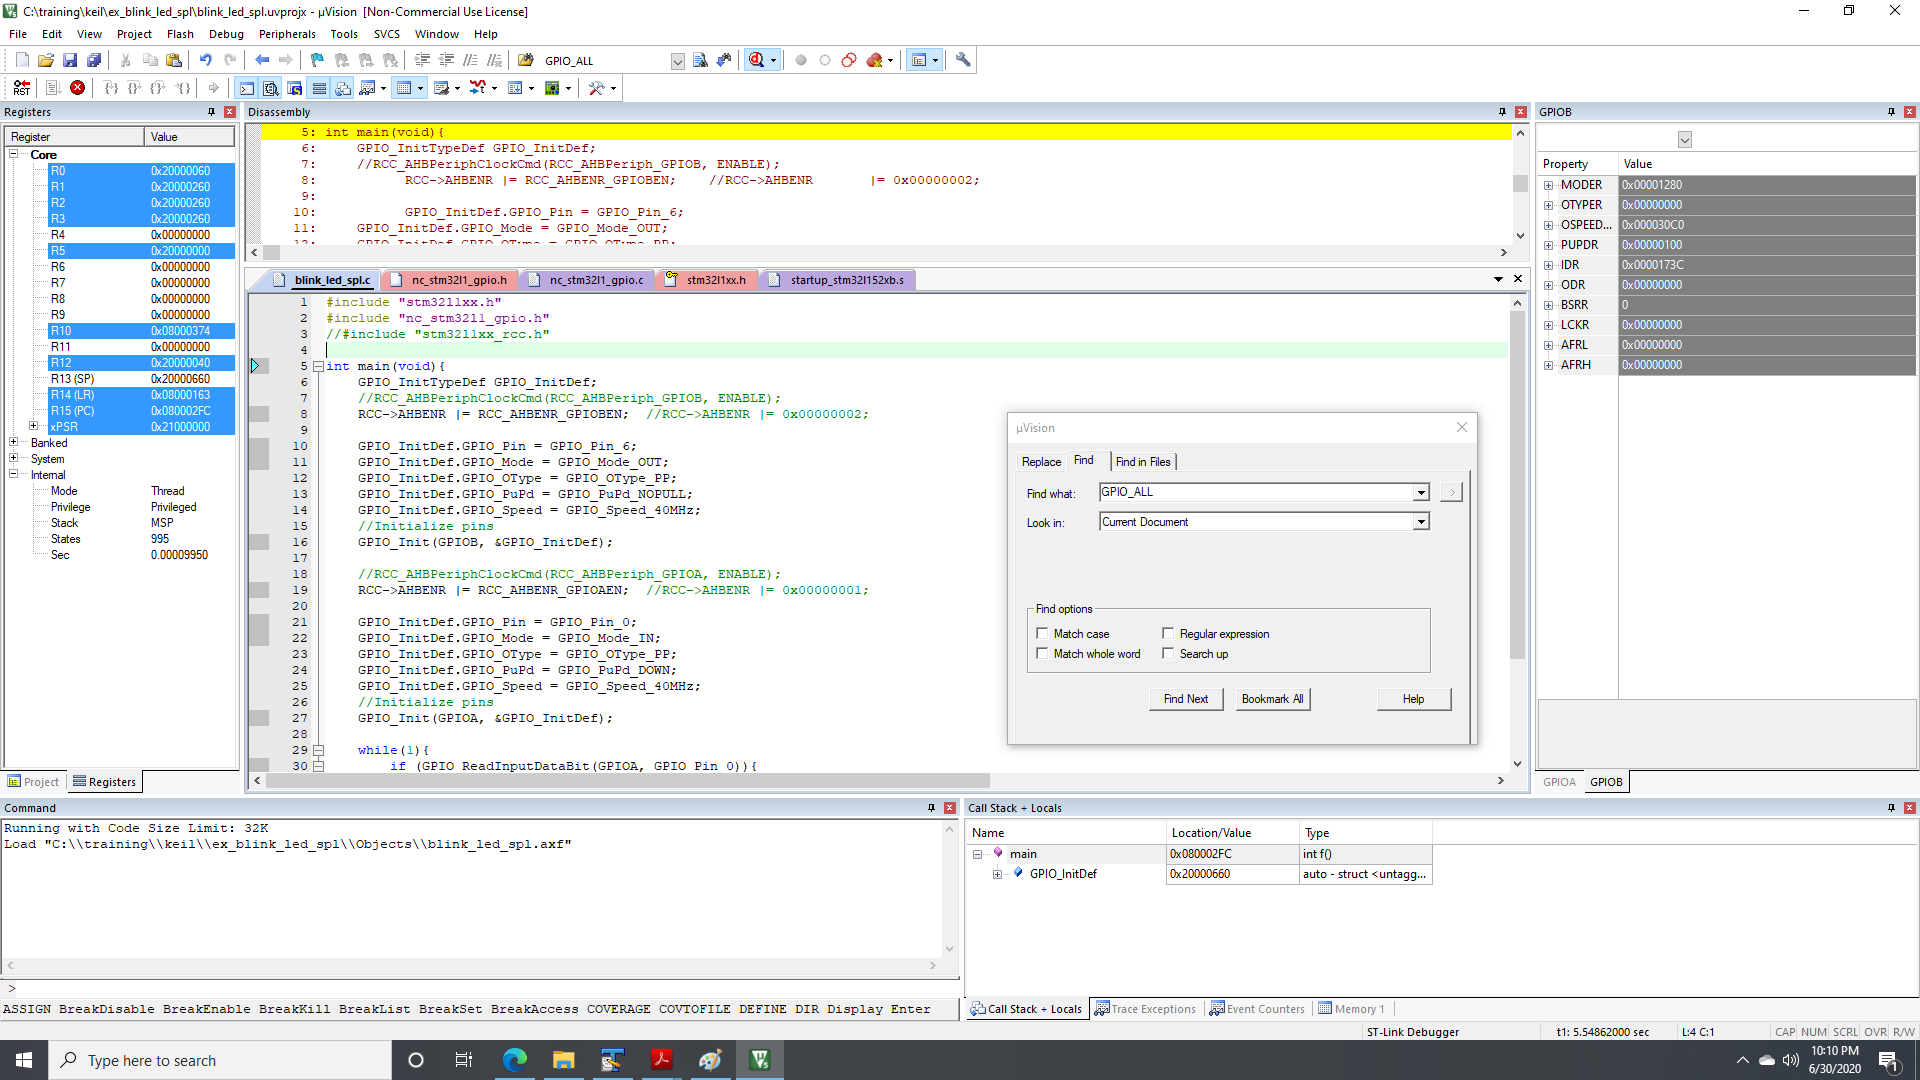 C:\training\keil\ex_blink_led_spl\blink_led_spl.uvprojx - µVision  [Non-Commercial Use License]
File Edit View Project Flash Debug Peripherals Tools SVCS Window Help
GPIO_ALL
RST
Registers
Register Value
Core
R0 0x20000060
R1 0x20000260
R2 0x20000260
R3 0x20000260
R4 0x00000000
R5 0x20000000
R6 0x00000000
R7 0x00000000
R8 0x00000000
R9 0x00000000
R10 0x08000374
R11 0x00000000
R12 0x20000040
R13 (SP) 0x20000660
R14 (LR) 0x08000163
R15 (PC) 0x080002FC
xPSR 0x21000000
Banked
System
Internal
Mode Thread
Privilege Privileged
Stack MSP
States 995
Sec 0.00009950
Project Registers
Disassembly
5: int main(void){
6:     GPIO_InitTypeDef GPIO_InitDef;
7:     //RCC_AHBPeriphClockCmd(RCC_AHBPeriph_GPIOB, ENABLE);
8:           RCC->AHBENR |= RCC_AHBENR_GPIOBEN;    //RCC->AHBENR       |= 0x00000002;
9:
10:           GPIO_InitDef.GPIO_Pin = GPIO_Pin_6;
11:     GPIO_InitDef.GPIO_Mode = GPIO_Mode_OUT;
12:     GPIO_InitDef.GPIO_OType = GPIO_OType_PP;
blink_led_spl.c nc_stm32l1_gpio.h nc_stm32l1_gpio.c stm32l1xx.h startup_stm32l152xb.s
1 #include "stm32l1xx.h"
2 #include "nc_stm32l1_gpio.h"
3 //#include "stm32l1xx_rcc.h"
4
5 int main(void){
6     GPIO_InitTypeDef GPIO_InitDef;
7     //RCC_AHBPeriphClockCmd(RCC_AHBPeriph_GPIOB, ENABLE);
8     RCC->AHBENR |= RCC_AHBENR_GPIOBEN;  //RCC->AHBENR |= 0x00000002;
9
10     GPIO_InitDef.GPIO_Pin = GPIO_Pin_6;
11     GPIO_InitDef.GPIO_Mode = GPIO_Mode_OUT;
12     GPIO_InitDef.GPIO_OType = GPIO_OType_PP;
13     GPIO_InitDef.GPIO_PuPd = GPIO_PuPd_NOPULL;
14     GPIO_InitDef.GPIO_Speed = GPIO_Speed_40MHz;
15     //Initialize pins
16     GPIO_Init(GPIOB, &GPIO_InitDef);
17
18     //RCC_AHBPeriphClockCmd(RCC_AHBPeriph_GPIOA, ENABLE);
19     RCC->AHBENR |= RCC_AHBENR_GPIOAEN;  //RCC->AHBENR |= 0x00000001;
20
21     GPIO_InitDef.GPIO_Pin = GPIO_Pin_0;
22     GPIO_InitDef.GPIO_Mode = GPIO_Mode_IN;
23     GPIO_InitDef.GPIO_OType = GPIO_OType_PP;
24     GPIO_InitDef.GPIO_PuPd = GPIO_PuPd_DOWN;
25     GPIO_InitDef.GPIO_Speed = GPIO_Speed_40MHz;
26     //Initialize pins
27     GPIO_Init(GPIOA, &GPIO_InitDef);
28
29     while(1){
30         if (GPIO_ReadInputDataBit(GPIOA, GPIO_Pin_0)){
µVision
Replace Find Find in Files
Find what: GPIO_ALL
Look in: Current Document
Find options
Match case Regular expression
Match whole word Search up
Find Next Bookmark All Help
GPIOB
Property Value
MODER 0x00001280
OTYPER 0x00000000
OSPEED... 0x000030C0
PUPDR 0x00000100
IDR 0x0000173C
ODR 0x00000000
BSRR 0
LCKR 0x00000000
AFRL 0x00000000
AFRH 0x00000000
GPIOA GPIOB
Command
Running with Code Size Limit: 32K
Load "C:\\training\\keil\\ex_blink_led_spl\\Objects\\blink_led_spl.axf"
>
ASSIGN BreakDisable BreakEnable BreakKill BreakList BreakSet BreakAccess COVERAGE COVTOFILE DEFINE DIR Display Enter
Call Stack + Locals
Name Location/Value Type
main 0x080002FC int f()
GPIO_InitDef 0x20000660 auto - struct <untagg...
Call Stack + Locals Trace Exceptions Event Counters Memory 1
ST-Link Debugger t1: 5.54862000 sec L:4 C:1 CAP NUM SCRL OVR R/W
Type here to search
10:10 PM
6/30/2020
1